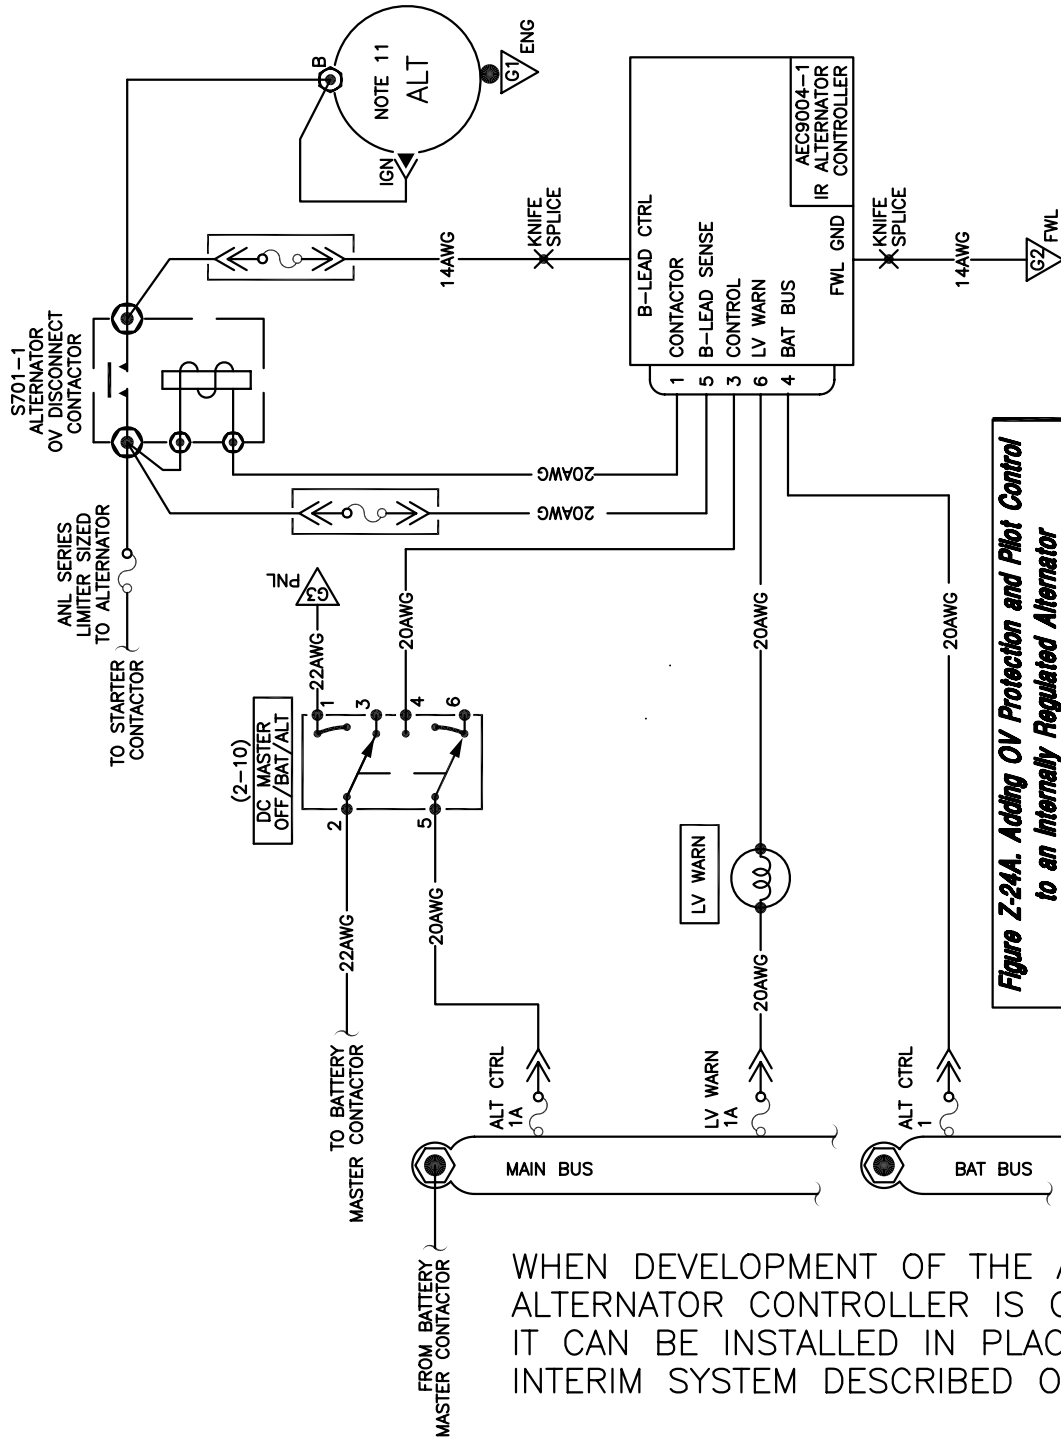 S701-1
ALTERNATOR
OV DISCONNECT
CONTACTOR
ANL SERIES
LIMITER SIZED
TO ALTERNATOR
TO STARTER
CONTACTOR
B
NOTE 11
ALT
IGN
G1
ENG
14AWG
KNIFE
SPLICE
B-LEAD CTRL
CONTACTOR
B-LEAD SENSE
CONTROL
LV WARN
BAT BUS
1
5
3
6
4
AEC9004-1
IR ALTERNATOR
CONTROLLER
FWL GND
KNIFE
SPLICE
14AWG
G2
FWL
20AWG
20AWG
G3
PNL
22AWG
20AWG
(2-10)
DC MASTER
OFF/BAT/ALT
1
3
4
6
2
5
22AWG
20AWG
TO BATTERY
MASTER CONTACTOR
20AWG
LV WARN
20AWG
20AWG
ALT CTRL
1A
LV WARN
1A
ALT CTRL
1
MAIN BUS
BAT BUS
FROM BATTERY
MASTER CONTACTOR
Figure Z-24A. Adding OV Protection and Pilot Control
to an Internally Regulated Alternator
WHEN DEVELOPMENT OF THE
ALTERNATOR CONTROLLER IS
IT CAN BE INSTALLED IN
INTERIM SYSTEM DESCRIBED